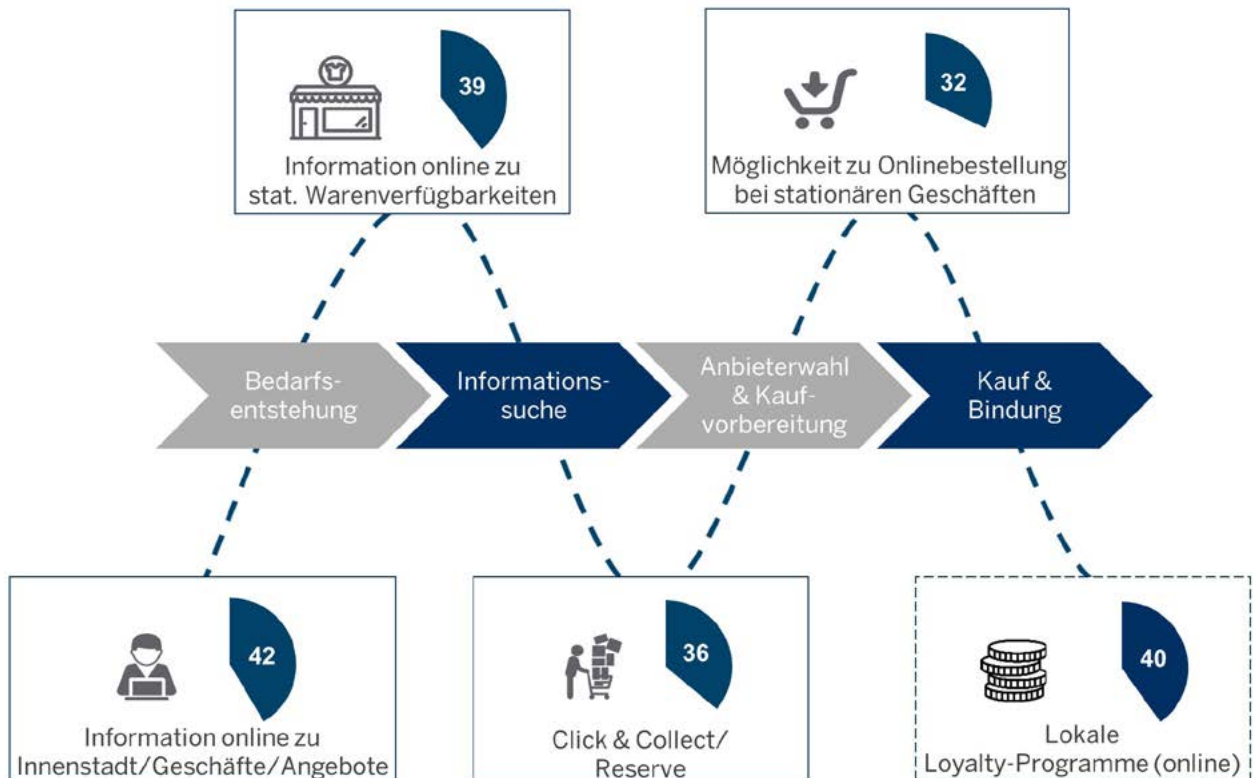 39
Information online zu
stat. Warenverfügbarkeiten
32
Möglichkeit zu Onlinebestellung
bei stationären Geschäften
Bedarfs-
entstehung
Informations-
suche
Anbieterwahl
& Kauf-
vorbereitung
Kauf &
Bindung
42
Information online zu
Innenstadt/Geschäfte/Angebote
36
Click & Collect/
Reserve
40
Lokale
Loyalty-Programme (online)